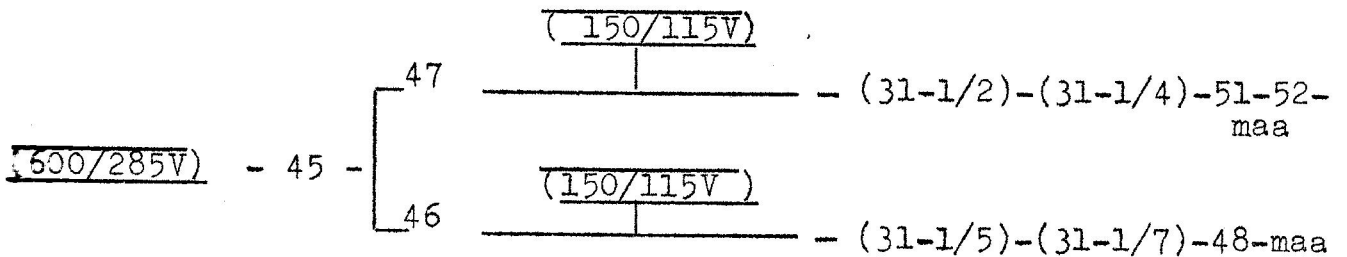 ( 150/115V)
47 - (31-1/2)-(31-1/4)-51-52-
maa
(600/285V) - 45 -
(150/115V )
46 - (31-1/5)-(31-1/7)-48-maa